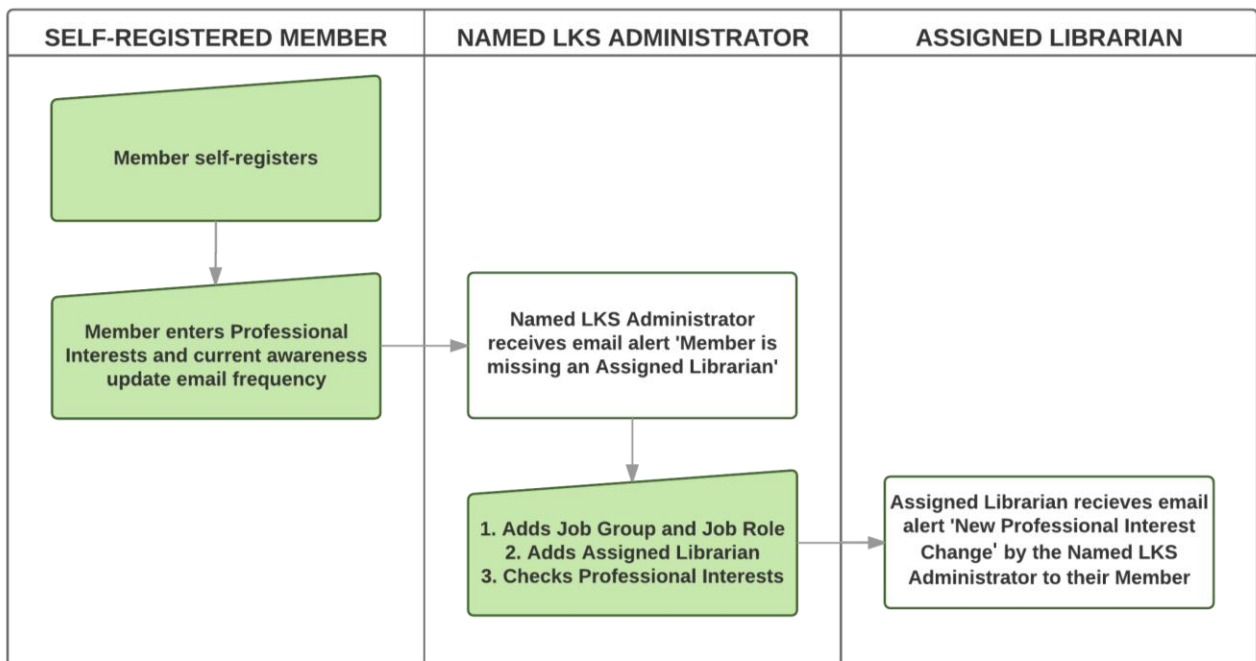 SELF-REGISTERED MEMBER
NAMED LKS ADMINISTRATOR
ASSIGNED LIBRARIAN
Member self-registers
Member enters Professional
Interests and current awareness
update email frequency
Named LKS Administrator
receives email alert 'Member is
missing an Assigned Librarian'
1. Adds Job Group and Job Role
2. Adds Assigned Librarian
3. Checks Professional Interests
Assigned Librarian recieves email
alert 'New Professional Interest
Change' by the Named LKS
Administrator to their Member